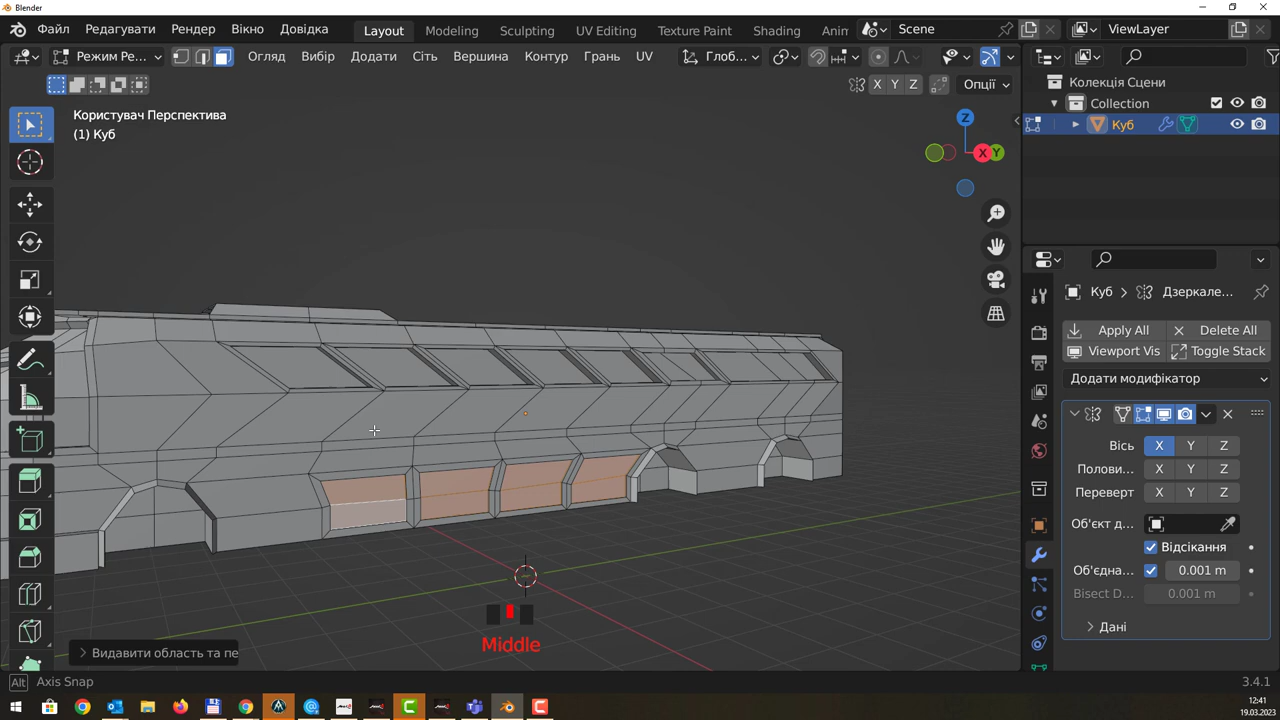 Blender
Файл Редагувати Рендер Вікно Довідка Layout Modeling Sculpting UV Editing Texture Paint Shading Anim Scene ViewLayer
Режим Ре... Огляд Вибір Додати Сіть Вершина Контур Грань UV Глоб...
X Y Z Опції
Користувач Перспектива
(1) Куб
Z
X Y
Колекція Сцени
Collection
Куб
Куб Дзеркале...
Apply All Delete All
Viewport Vis Toggle Stack
Додати модифікатор
Вісь X Y Z
Полови... X Y Z
Переверт X Y Z
Об'єкт д...
Відсікання
Об'єдна... 0.001 m
Bisect D... 0.001 m
Дані
Middle
Видавити область та пе
Alt Axis Snap 3.4.1
12:41
19.03.2023